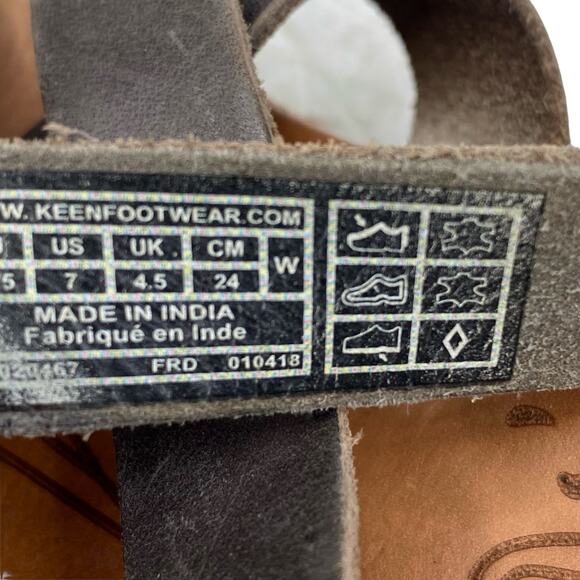 W. KEENFOOTWEAR.COM
US UK CM W
7 4.5 24
MADE IN INDIA
Fabriqué en Inde
FRD 010418